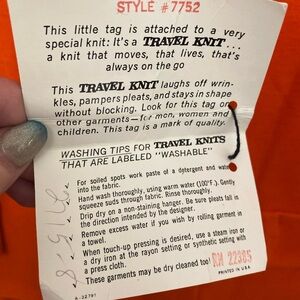 STYLE #7752
This little tag is attached to a very
special knit: It's a TRAVEL KNIT...
a knit that moves, that lives, that's
always on the go
This TRAVEL KNIT laughs off wrin-
kles, pampers pleats, and stays in shape
without blocking. Look for this tag on
other garments—for men, women and
children. This tag is a mark of quality.
WASHING TIPS FOR TRAVEL KNITS
THAT ARE LABELED "WASHABLE"
For soiled spots work paste of a detergent and water
into the fabric.
Hand wash thoroughly, using warm water (100°F.). Gently
squeeze suds through fabric. Rinse thoroughly.
Drip dry on a non-stanging hanger. Be sure pleats fall in
the direction intended by the designer.
Remove excess water if you wish by rolling garment in
a towel.
When touch-up pressing is desired, use a steam iron or
a dry iron at the rayon setting or synthetic setting with
a press cloth.
These garments may be dry cleaned too!
RN 22385
A-32791
PRINTED IN U.S.A.